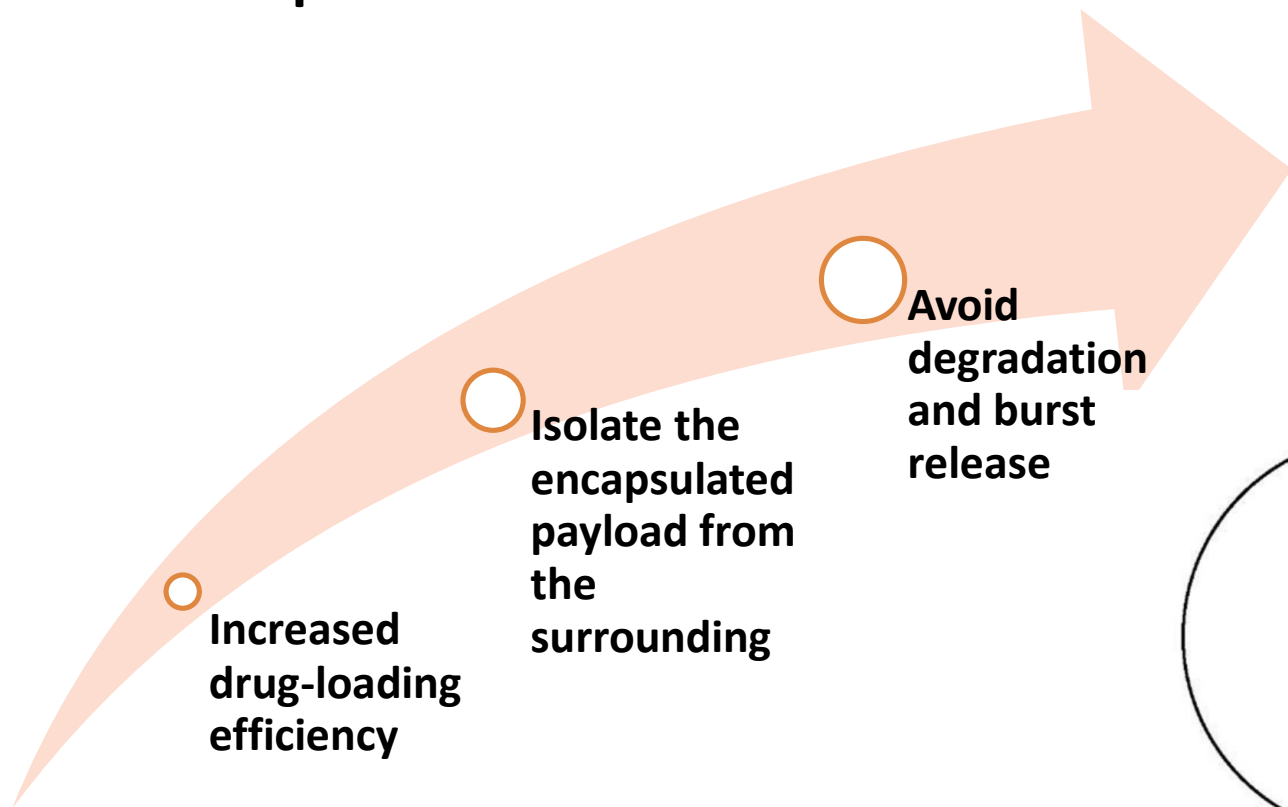 Increased
drug-loading
efficiency
Isolate the
encapsulated
payload from
the
surrounding
Avoid
degradation
and burst
release